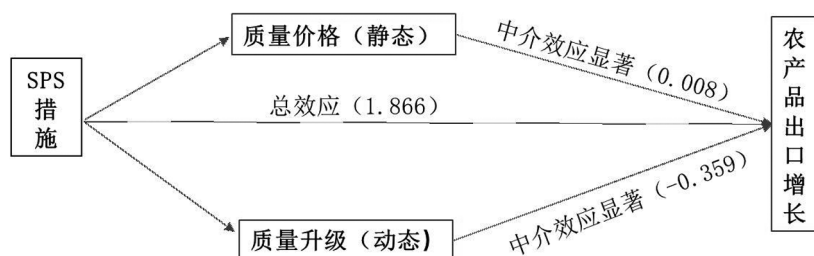 SPS
措
施
质量价格（静态）
中介效应显著（0.008）
总效应（1.866）
质量升级（动态)
中介效应显著（-0.359）
农
产
品
出
口
增
长